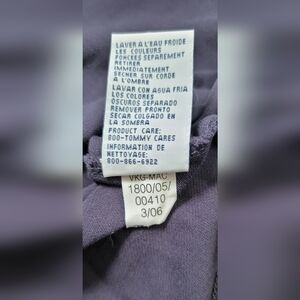 LAVER A L'EAU FROIDE
LES COULEURS
FONCEES SEPAREMENT
RETIRER
IMMEDIATEMENT
SECHER SUR CORDE
A L'OMBRE
LAVAR CON AGUA FRIA
LOS COLORES
OSCUROS SEPARADO
REMOVER PRONTO
SECAR COLGADO EN
LA SOMBRA
PRODUCT CARE:
800-TOMMY CARES
INFORMATION DE
NETTOYAGE:
800-866-6922
VKG-MAC
1800/05/
00410
3/06